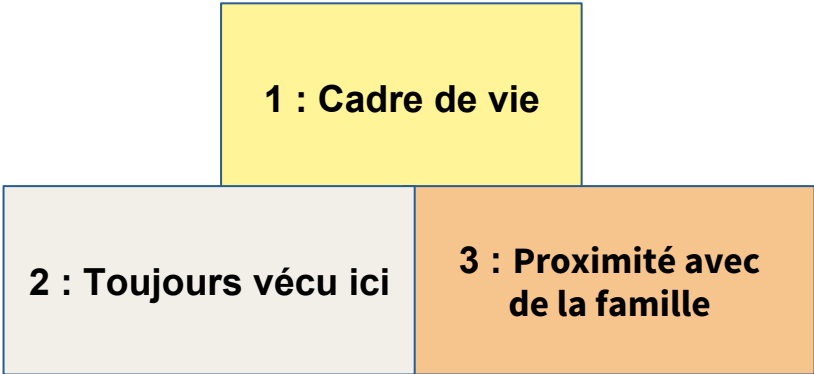 1 : Cadre de vie
2 : Toujours vécu ici
3 : Proximité avec
de la famille